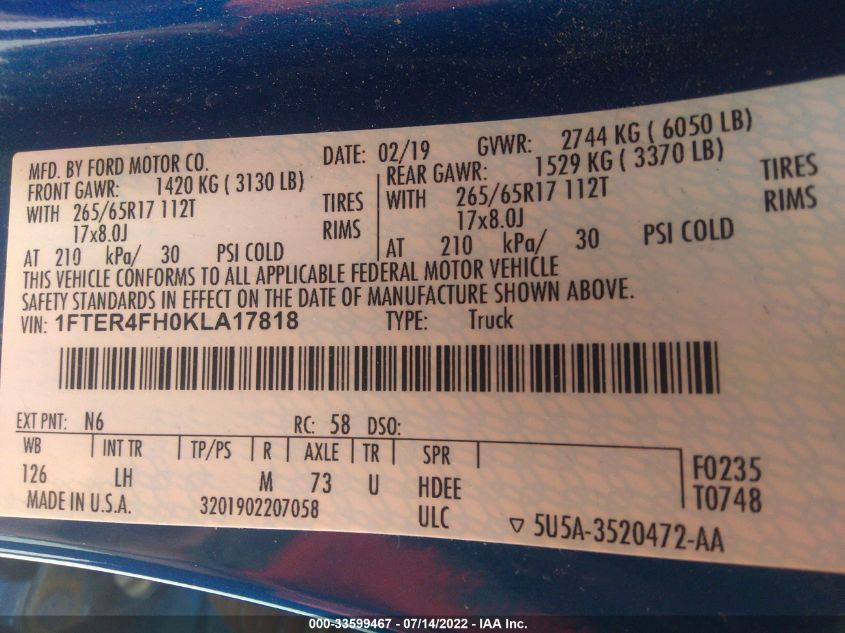 MFD. BY FORD MOTOR CO. DATE: 02/19 GVWR: 2744 KG ( 6050 LB)
FRONT GAWR: 1420 KG ( 3130 LB) REAR GAWR: 1529 KG ( 3370 LB)
WITH 265/65R17 112T TIRES WITH 265/65R17 112T TIRES
17x8.0J RIMS 17x8.0J RIMS
AT 210 kPa/ 30 PSI COLD AT 210 kPa/ 30 PSI COLD
THIS VEHICLE CONFORMS TO ALL APPLICABLE FEDERAL MOTOR VEHICLE
SAFETY STANDARDS IN EFFECT ON THE DATE OF MANUFACTURE SHOWN ABOVE.
VIN: 1FTER4FH0KLA17818 TYPE: Truck
EXT PNT: N6 RC: 58 DSO:
WB INT TR TP/PS R AXLE TR SPR
126 LH M 73 U HDEE F0235
MADE IN U.S.A. 3201902207058 ULC T0748
5U5A-3520472-AA
000-33599467 - 07/14/2022 - IAA Inc.